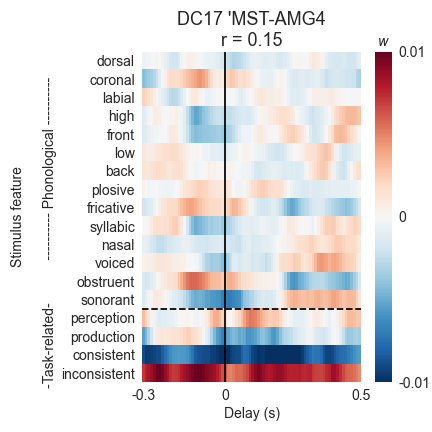 DC17 'MST-AMG4
r = 0.15
w
dorsal
coronal
labial
high
front
low
back
plosive
fricative
syllabic
nasal
voiced
obstruent
sonorant
perception
production
consistent
inconsistent
Stimulus feature
-Task-related- ---------- Phonological ----------
0.01
0
-0.01
-0.3 0 0.5
Delay (s)